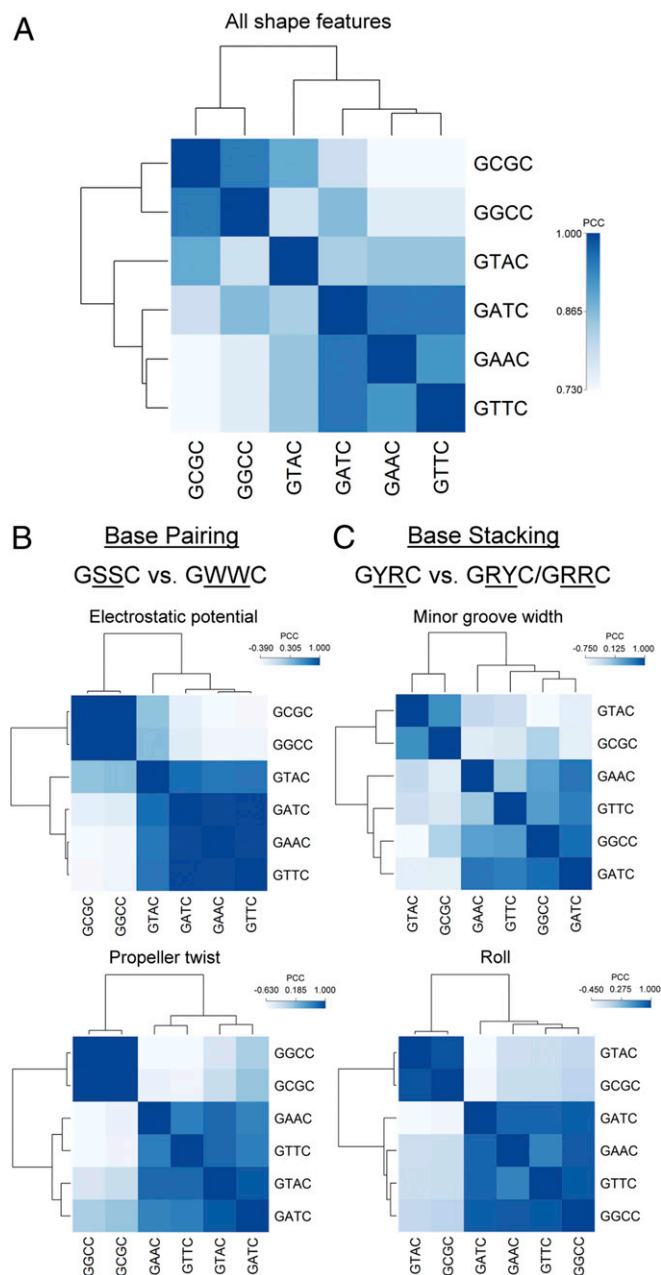 A
All shape features
GCGC
GGCC
GTAC
GATC
GAAC
GTTC
PCC
1.000
0.865
0.730
GCGC
GGCC
GTAC
GATC
GAAC
GTTC
B
Base Pairing
GSSC vs. GWWC
Electrostatic potential
PCC
-0.390 0.305 1.000
GCGC
GGCC
GTAC
GATC
GAAC
GTTC
GCGC
GGCC
GTAC
GATC
GAAC
GTTC
Propeller twist
PCC
-0.630 0.185 1.000
GGCC
GCGC
GAAC
GTTC
GTAC
GATC
GGCC
GCGC
GAAC
GTTC
GTAC
GATC
C
Base Stacking
GYRC vs. GRYC/GRRC
Minor groove width
PCC
-0.750 0.125 1.000
GTAC
GCGC
GAAC
GTTC
GGCC
GATC
GTAC
GCGC
GAAC
GTTC
GGCC
GATC
Roll
PCC
-0.450 0.275 1.000
GTAC
GCGC
GATC
GAAC
GTTC
GGCC
GTAC
GCGC
GATC
GAAC
GTTC
GGCC